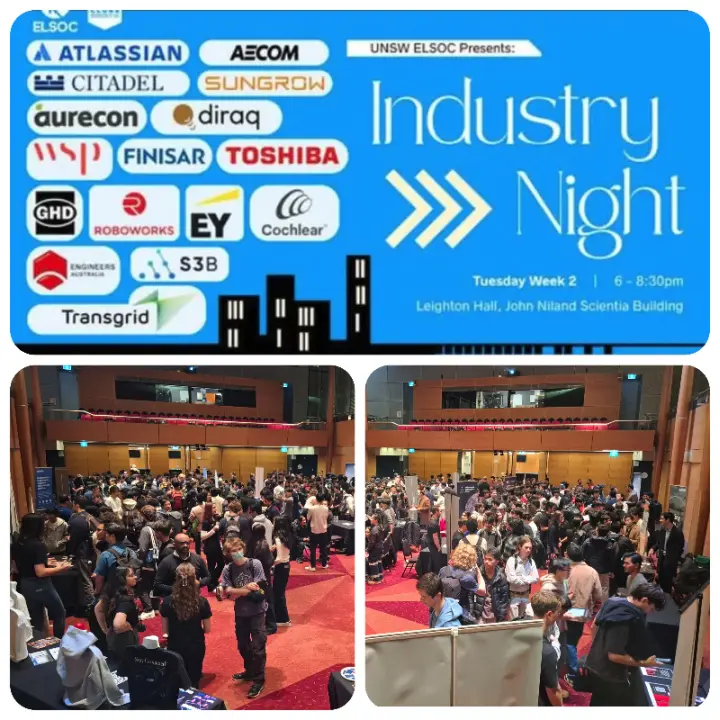 ELSOC
ATLASSIAN
AECOM
CITADEL
SUNGROW
aurecon
diraq
wsp
FINISAR
TOSHIBA
GHD
ROBOWORKS
EY
Cochlear
ENGINEERS
AUSTRALIA
S3B
Transgrid
UNSW ELSOC Presents:
Industry
Night
Tuesday Week 2 | 6 - 8:30pm
Leighton Hall, John Niland Scientia Building